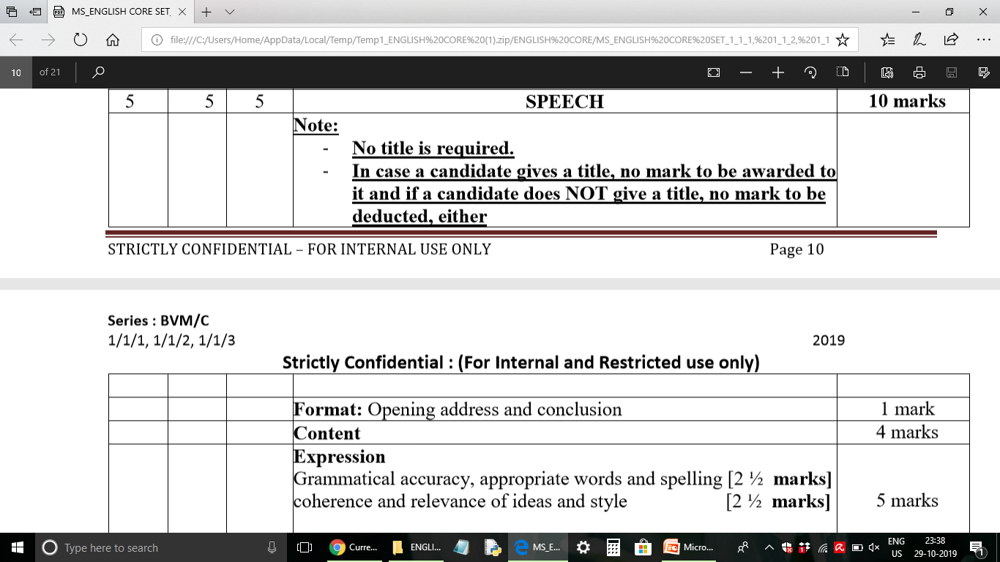 MS_ENGLISH CORE SET_
file:///C:/Users/Home/AppData/Local/Temp/Temp1_ENGLISH%20CORE%20(1).zip/ENGLISH%20CORE/MS_ENGLISH%20CORE%20SET_1_1_1,%201_1_2,%201_1
10 of 21
5 5 5 SPEECH 10 marks
Note:
- No title is required.
- In case a candidate gives a title, no mark to be awarded to
it and if a candidate does NOT give a title, no mark to be
deducted, either
STRICTLY CONFIDENTIAL – FOR INTERNAL USE ONLY Page 10
Series : BVM/C
1/1/1, 1/1/2, 1/1/3 2019
Strictly Confidential : (For Internal and Restricted use only)
Format: Opening address and conclusion 1 mark
Content 4 marks
Expression
Grammatical accuracy, appropriate words and spelling [2 ½ marks]
coherence and relevance of ideas and style [2 ½ marks] 5 marks
Type here to search Curre... ENGLI... MS_E... Micro... ENG 23:38
US 29-10-2019 1